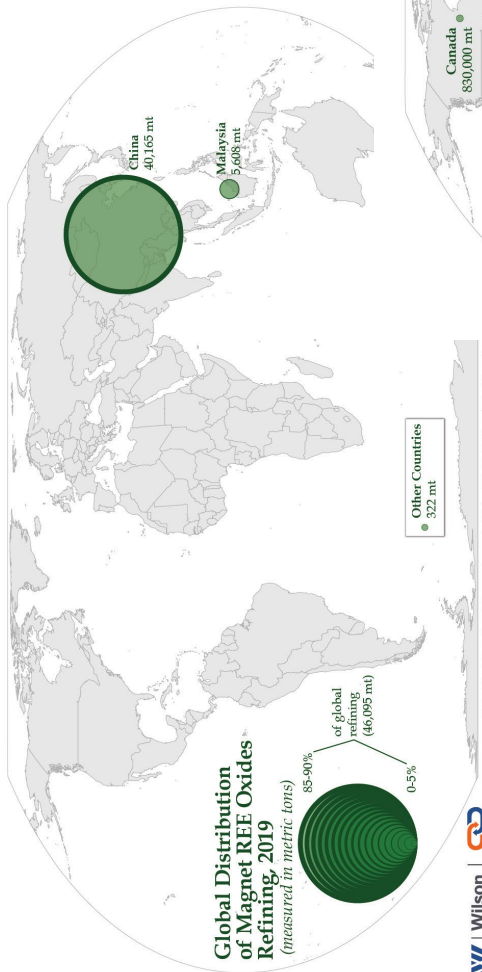 Global Distribution
of Magnet REE Oxides
Refining, 2019
(measured in metric tons)
85-90%
of global
refining
(46,095 mt)
0-5%
Other Countries
322 mt
China
40,165 mt
Malaysia
5,608 mt
Canada
830,000 mt
Wilson